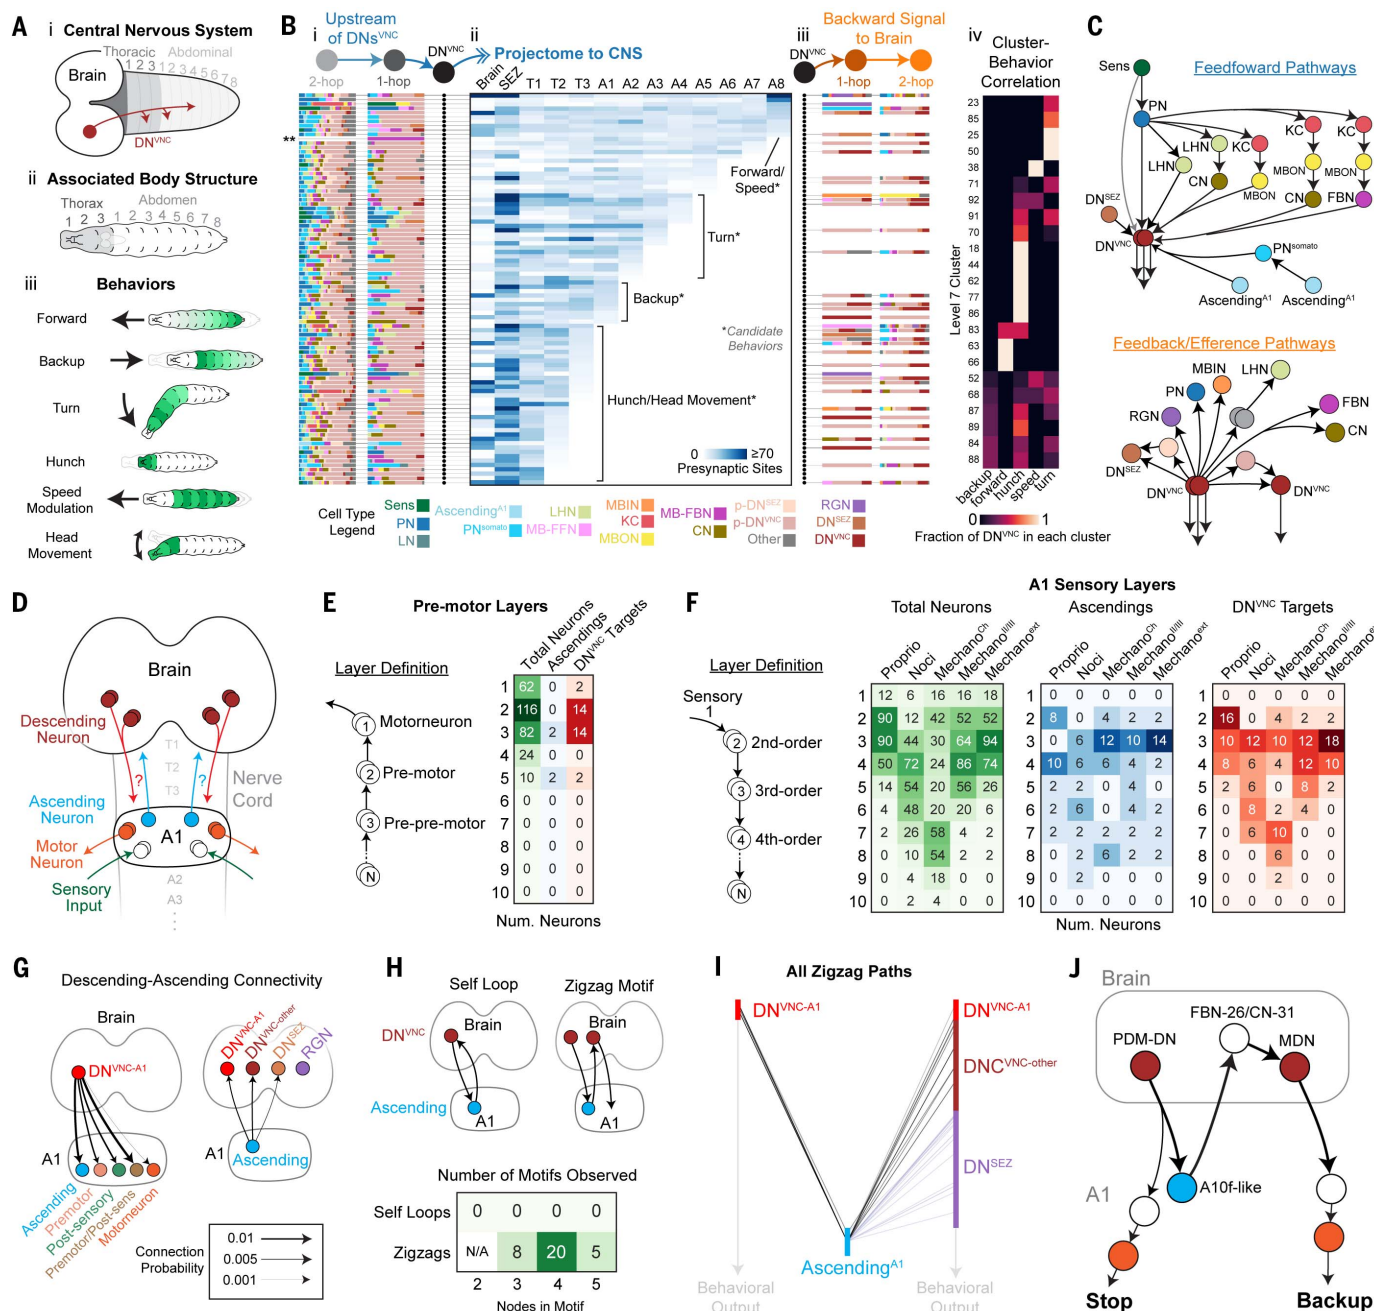 A
i Central Nervous System
Thoracic Abdominal
1 2 3 1 2 3 4 5 6 7 8
Brain
DNVNC
ii Associated Body Structure
Thorax Abdomen
1 2 3 1 2 3 4 5 6 7 8
iii Behaviors
Forward
Backup
Turn
Hunch
Speed
Modulation
Head
Movement
B
i Upstream
of DNsVNC
2-hop 1-hop
DNVNC
ii Projectome to CNS
Brain SEZ T1 T2 T3 A1 A2 A3 A4 A5 A6 A7 A8
**
Forward/
Speed*
Turn*
Backup*
*Candidate
Behaviors
Hunch/Head Movement*
0 ≥70
Presynaptic Sites
iii Backward Signal
to Brain
DNVNC
1-hop 2-hop
iv Cluster-
Behavior
Correlation
Level 7 Cluster
23
85
25
50
38
71
92
91
70
18
44
62
77
86
83
63
66
52
68
87
89
84
88
backup forward hunch speed turn
0 1
Fraction of DNVNC in each cluster
Cell Type
Legend
Sens
PN
LN
AscendingA1
PNsomato
LHN
MB-FFN
MBIN
KC
MBON
MB-FBN
CN
p-DNSEZ
p-DNVNC
Other
RGN
DNSEZ
DNVNC
C
Feedfoward Pathways
Sens
PN
LHN
LHN
CN
KC
MBON
KC
MBON
CN
KC
MBON
FBN
DNSEZ
DNVNC
PNsomato
AscendingA1
AscendingA1
Feedback/Efference Pathways
MBIN
LHN
PN
RGN
FBN
CN
DNSEZ
DNVNC
DNVNC
D
Brain
Descending
Neuron
T1
T2
T3
? ?
Nerve
Cord
Ascending
Neuron
A1
Motor
Neuron
Sensory
Input
A2
A3
E
Pre-motor Layers
Layer Definition
1 Motorneuron
2 Pre-motor
3 Pre-pre-motor
N
Total Neurons Ascendings DNVNC Targets
1 62 0 2
2 116 0 14
3 82 2 14
4 24 0 0
5 10 2 2
6 0 0 0
7 0 0 0
8 0 0 0
9 0 0 0
10 0 0 0
Num. Neurons
F
A1 Sensory Layers
Layer Definition
Sensory
1
2 2nd-order
3 3rd-order
4 4th-order
N
Total Neurons
Proprio Noci MechanoCh MechanoII/III Mechanoext
1 12 6 16 16 18
2 90 12 42 52 52
3 90 44 30 64 94
4 50 72 24 86 74
5 14 54 20 56 26
6 6 48 20 20 6
7 2 26 58 4 2
8 0 10 54 2 2
9 0 4 18 0 0
10 0 2 4 0 0
Ascendings
Proprio Noci MechanoCh MechanoII/III Mechanoext
1 0 0 0 0 0
2 8 0 4 2 2
3 0 6 12 10 14
4 10 6 6 4 2
5 2 2 0 4 2
6 2 6 0 4 0
7 2 2 2 2 2
8 0 2 6 2 2
9 0 2 0 0 0
10 0 0 0 0 0
Num. Neurons
DNVNC Targets
Proprio Noci MechanoCh MechanoII/III
1 0 0 0 0 0
2 16 0 4 2 2
3 10 12 10 12 18
4 8 6 4 12 10
5 2 6 0 8 2
6 0 8 2 4 0
7 0 6 10 0 0
8 0 0 6 0 0
9 0 0 2 0 0
10 0 0 0 0 0
G
Descending-Ascending Connectivity
Brain
DNVNC-A1
A1
Ascending
Premotor
Post-sensory
Premotor/Post-sens
Motorneuron
DNVNC-A1
DNVNC-other
DNSEZ
RGN
A1
Ascending
Connection
Probability
0.01
0.005
0.001
H
Self Loop Zigzag Motif
DNVNC
Brain Brain
Ascending
A1 A1
Number of Motifs Observed
Self Loops 0 0 0 0
Zigzags N/A 8 20 5
2 3 4 5
Nodes in Motif
I
All Zigzag Paths
DNVNC-A1
DNVNC-A1
DNCVNC-other
DNSEZ
AscendingA1
Behavioral
Output
Behavioral
Output
J
Brain
FBN-26/CN-31
PDM-DN
MDN
A1
A10f-like
Stop
Backup